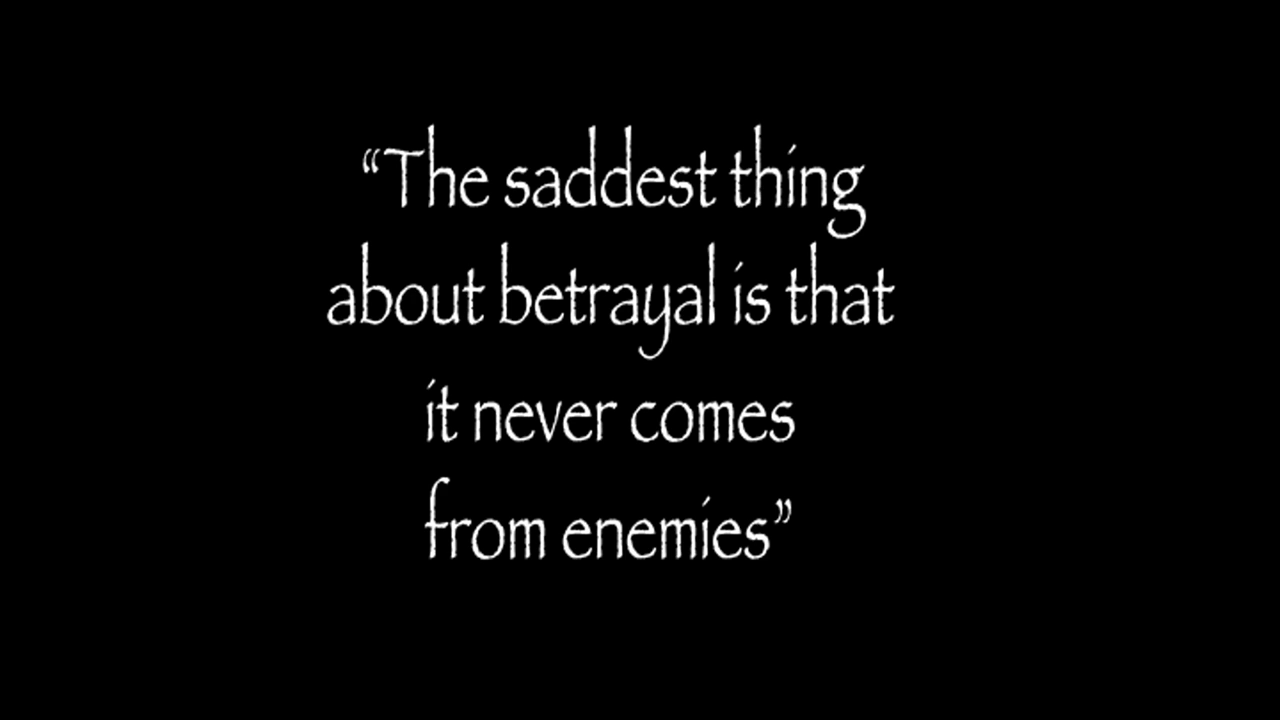 “The saddest thing
about betrayal is that
it never comes
from enemies”